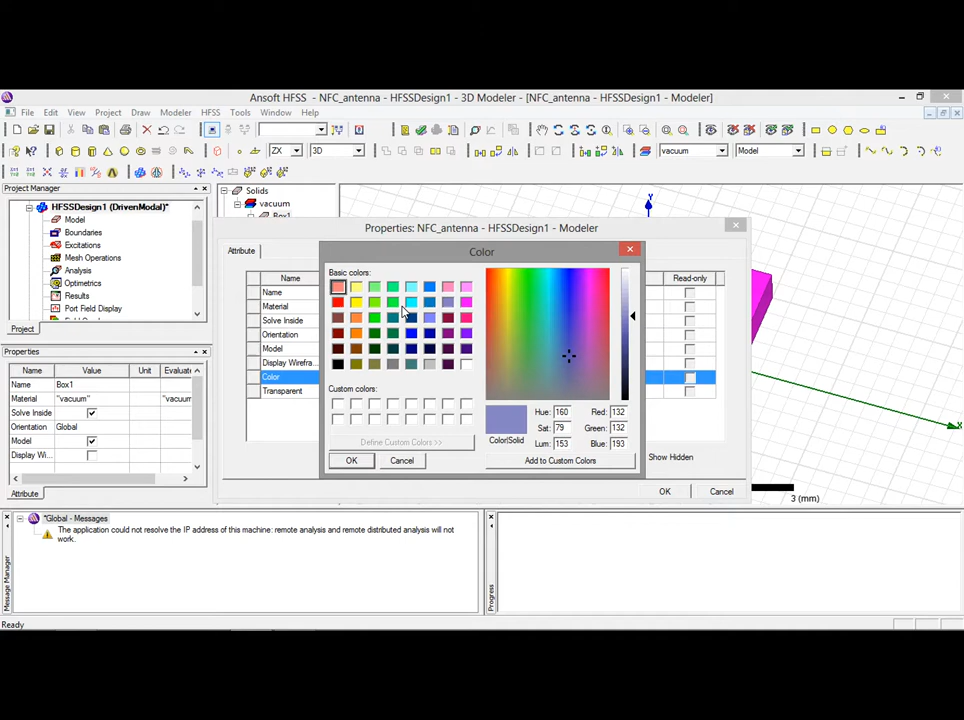 Ansoft HFSS - NFC_antenna - HFSSDesign1 - 3D Modeler - [NFC_antenna - HFSSDesign1 - Modeler]
File Edit View Project Draw Modeler HFSS Tools Window Help
ZX 3D vacuum Model
Project Manager
HFSSDesign1 (DrivenModal)*
Model
Boundaries
Excitations
Mesh Operations
Analysis
Optimetrics
Results
Port Field Display
Project
Solids
vacuum
Box1
Y
Properties: NFC_antenna - HFSSDesign1 - Modeler
Attribute
Name
Read-only
Name
Material
Solve Inside
Orientation
Model
Display Wirefra...
Color
Transparent
Show Hidden
OK Cancel
Color
Basic colors:
Custom colors:
Define Custom Colors >>
OK Cancel
Color|Solid
Hue: 160 Red: 132
Sat: 79 Green: 132
Lum: 153 Blue: 193
Add to Custom Colors
3 (mm)
Properties
Name Value Unit Evaluate
Name Box1
Material "vacuum" "vacuum
Solve Inside
Orientation Global
Model
Display Wi...
Attribute
*Global - Messages
The application could not resolve the IP address of this machine: remote analysis and remote distributed analysis will not
work.
Message Manager
Progress
Ready